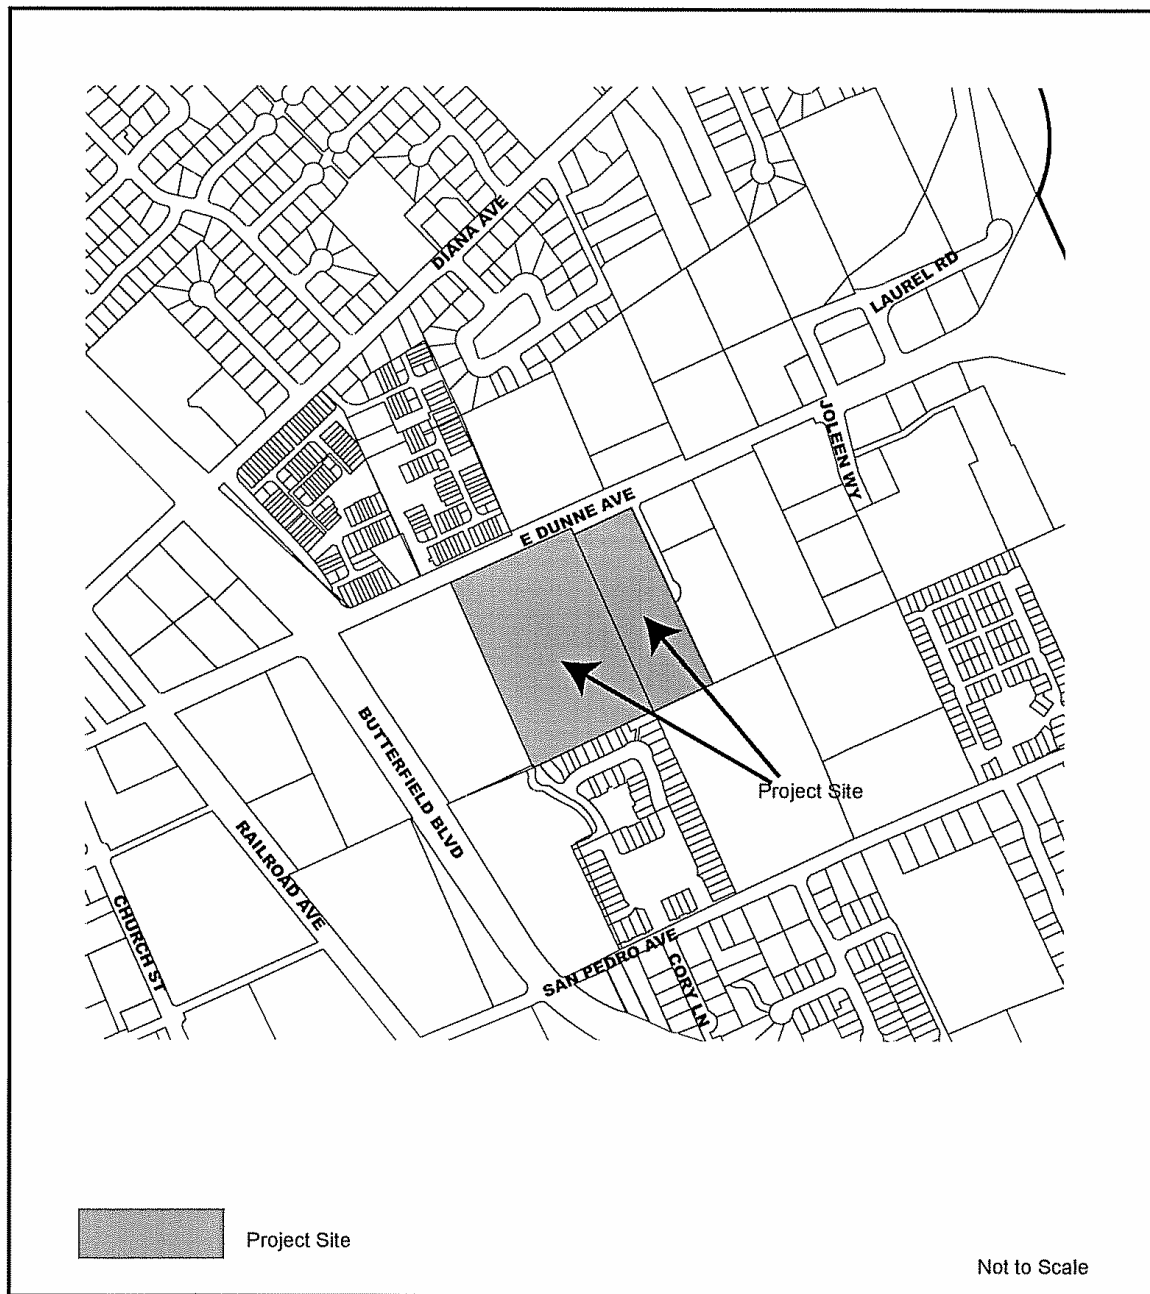 DIANA AVE
LAUREL RD
JOLEEN WY
E DUNNE AVE
BUTTERFIELD BLVD
Project Site
RAILROAD AVE
CHURCH ST
SAN PEDRO AVE
CORY LN
Project Site
Not to Scale